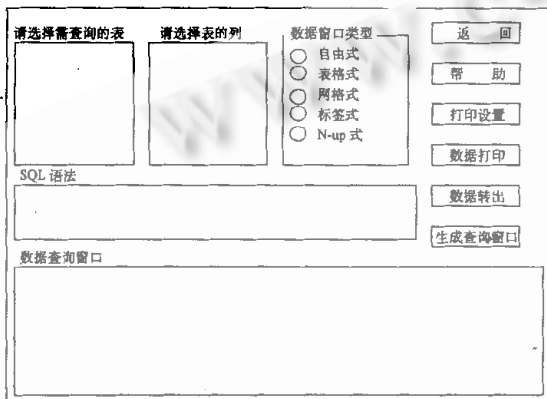 请选择需查询的表
请选择表的列
数据窗口类型
自由式
表格式
网格式
标签式
N-up 式
返 回
帮 助
打印设置
数据打印
数据转出
生成查询窗口
SQL 语法
数据查询窗口